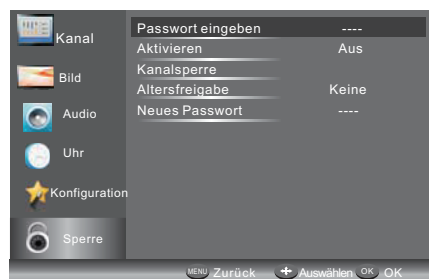 Kanal
Bild
Audio
Uhr
Konfiguration
Sperre
Passwort eingeben ----
Aktivieren Aus
Kanalsperre
Altersfreigabe Keine
Neues Passwort ----
MENU Zurück + Auswählen OK OK